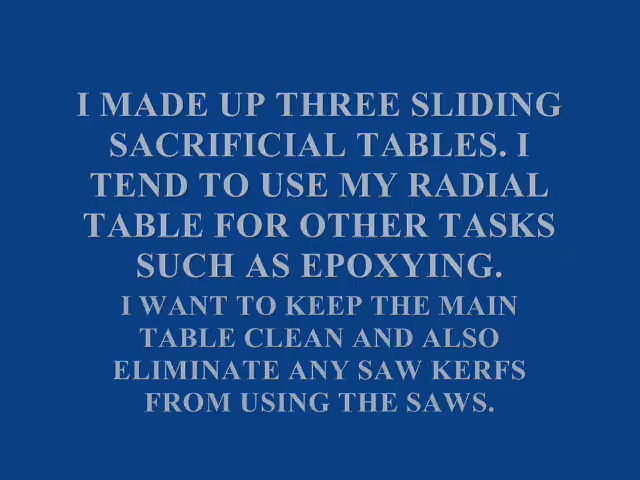 I MADE UP THREE SLIDING
SACRIFICIAL TABLES. I
TEND TO USE MY RADIAL
TABLE FOR OTHER TASKS
SUCH AS EPOXYING.
I WANT TO KEEP THE MAIN
TABLE CLEAN AND ALSO
ELIMINATE ANY SAW KERFS
FROM USING THE SAWS.